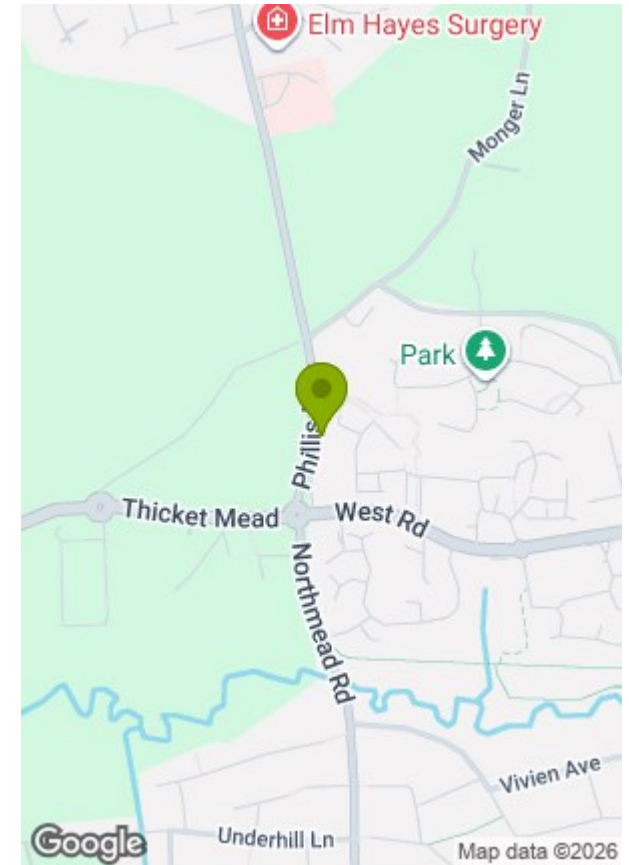 Elm Hayes Surgery
Monger Ln
Park
Phillis
Thicket Mead
West Rd
Northmead Rd
Vivien Ave
Underhill Ln
Google
Map data ©2026